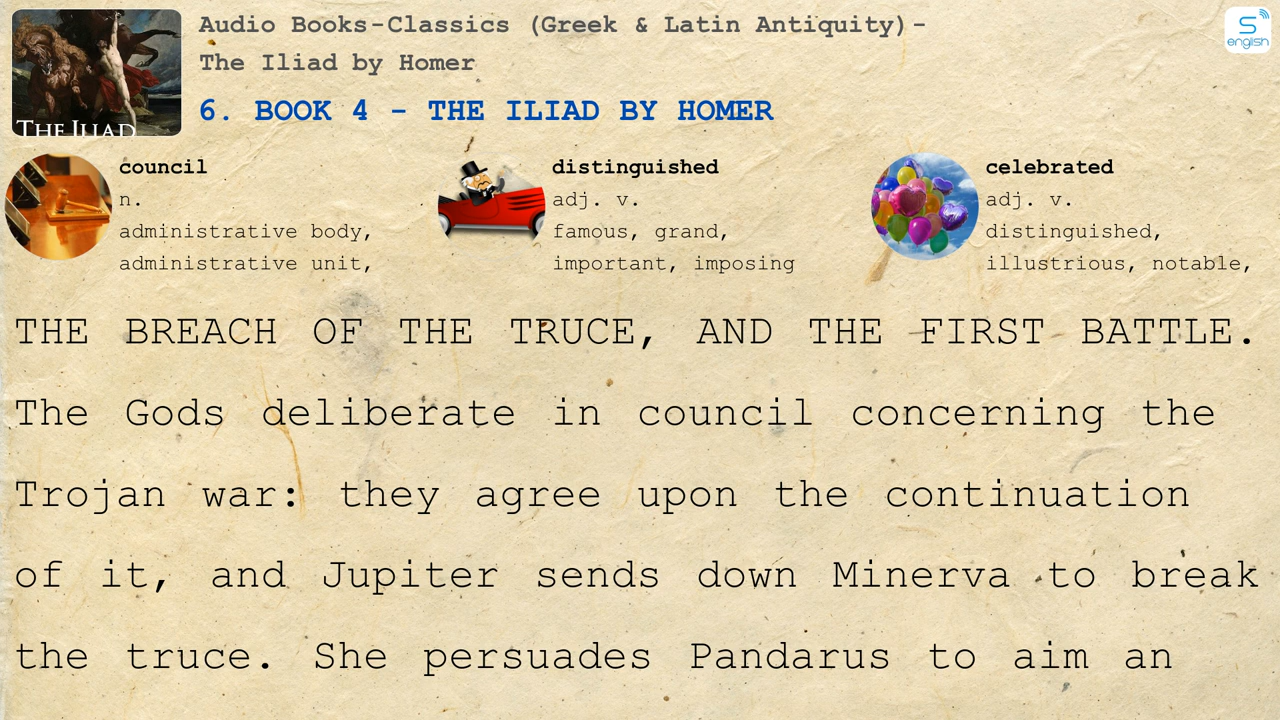 Audio Books-Classics (Greek & Latin Antiquity)-
The Iliad by Homer
6. BOOK 4 - THE ILIAD BY HOMER
THE ILIAD
S
english
council
n.
administrative body,
administrative unit,
distinguished
adj. v.
famous, grand,
important, imposing
celebrated
adj. v.
distinguished,
illustrious, notable,
THE BREACH OF THE TRUCE, AND THE FIRST BATTLE.
The Gods deliberate in council concerning the
Trojan war: they agree upon the continuation
of it, and Jupiter sends down Minerva to break
the truce. She persuades Pandarus to aim an